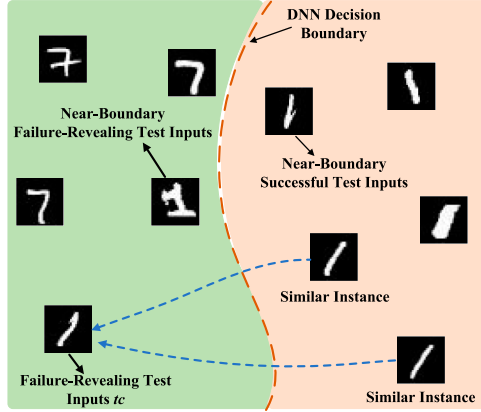 DNN Decision
Boundary
Near-Boundary
Failure-Revealing Test Inputs
Near-Boundary
Successful Test Inputs
Similar Instance
Failure-Revealing Test
Inputs tc
Similar Instance